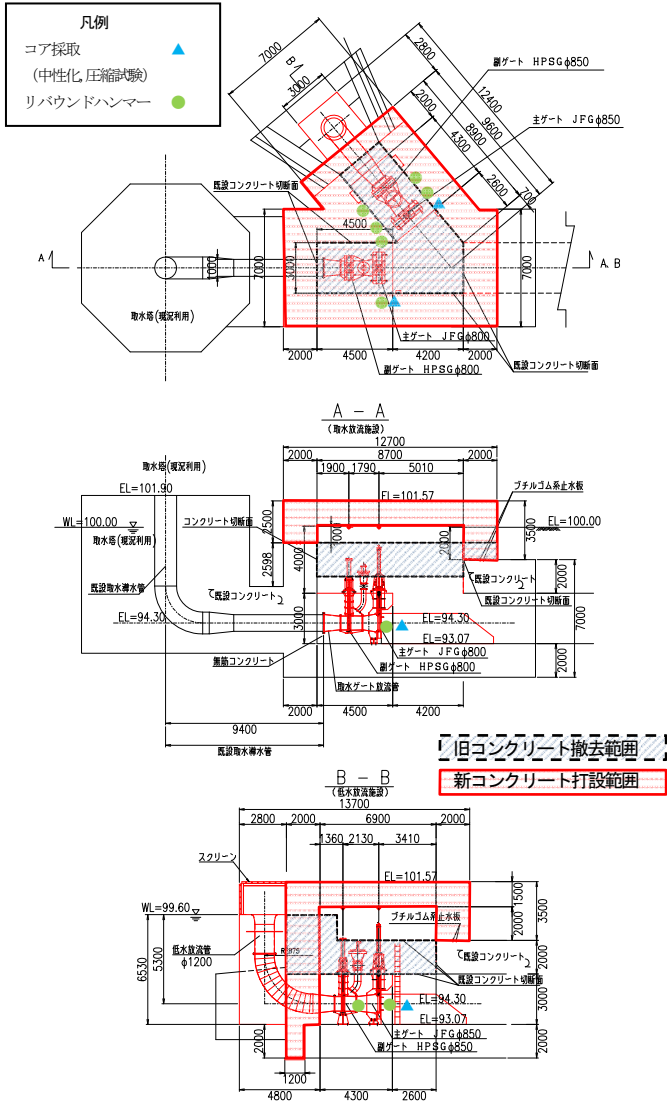 凡例
コア採取
（中性化,圧縮試験）
リバウンドハンマー
7000
B
3000
2800
副ゲート HPSGφ850
12400
2000
9600
8900
4300
主ゲート JFGφ850
2600
700
既設コンクリート切断面
4500
A
1000
7000
3000
7000
A,B
取水塔(現況利用)
主ゲート JFGφ800
2000
4500
4200
2000
既設コンクリート切断面
副ゲート HPSGφ800
A － A
(取水放流施設)
12700
取水塔(現況利用)
2000
8700
2000
1900
1790
5010
ブチルゴム系止水板
EL=101.90
EL=101.57
WL=100.00
コンクリート切断面
2500
2000
2000
3500
EL=100.00
取水塔(現況利用)
2598
4000
既設コンクリート
2000
既設取水導水管
既設コンクリート
既設コンクリート切断面
7000
EL=94.30
3000
EL=94.30
EL=93.07
主ゲート JFGφ800
2000
無筋コンクリート
副ゲート HPSGφ800
取水ゲート放流管
2000
4500
4200
9400
既設取水導水管
旧コンクリート撤去範囲
新コンクリート打設範囲
B － B
(低水放流施設)
13700
2800
2000
6900
2000
1360
2130
3410
スクリーン
EL=101.57
WL=99.60
1500
3500
ブチルゴム系止水板
2000
低水放流管
φ1200
既設コンクリート
2000
6530
5300
既設コンクリート切断面
EL=94.30
3000
EL=93.07
2000
主ゲート JFGφ850
2000
副ゲート HPSGφ850
1200
4800
4300
2600